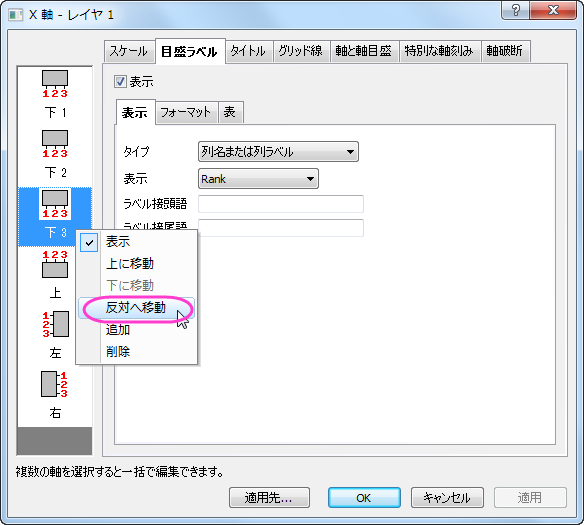 X 軸 - レイヤ 1
スケール 目盛ラベル タイトル グリッド線 軸と軸目盛 特別な軸刻み 軸破断
123
下 1
123
下 2
123
下 3
123
上
1
2
3
左
1
2
3
右
表示
表示 フォーマット 表
タイプ 列名または列ラベル
表示 Rank
ラベル接頭語
ラベル接尾語
表示
上に移動
下に移動
反対へ移動
追加
削除
複数の軸を選択すると一括で編集できます。
適用先... OK キャンセル 適用